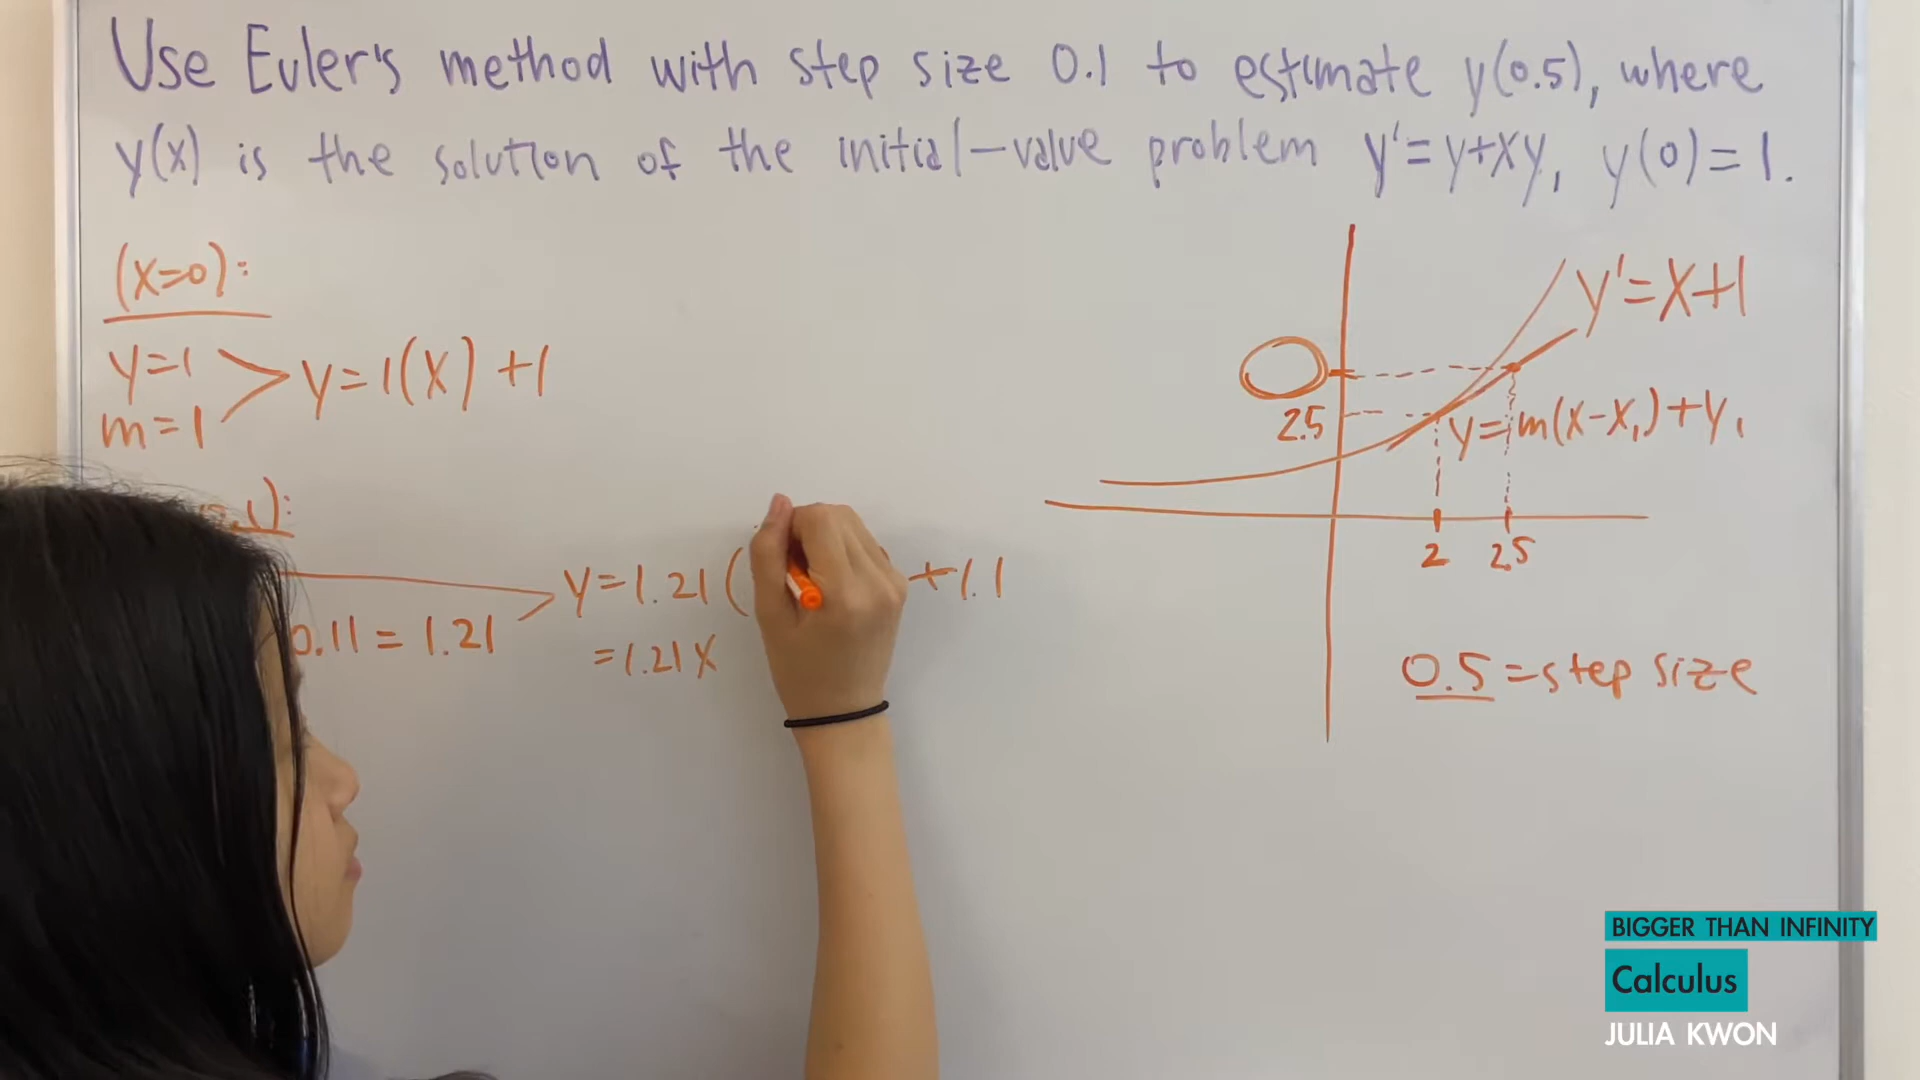 Use Euler's method with step size 0.1 to estimate y(0.5), where
y(x) is the solution of the initial-value problem y'=y+xy, y(0)=1.
(x=0):
y=1
m=1
y=1(x)+1
.1):
0.11=1.21
y=1.21( +1.1
=1.21x
y'=x+1
2.5
y=m(x-x₁)+y₁
2 2.5
0.5=step size
BIGGER THAN INFINITY
Calculus
JULIA KWON